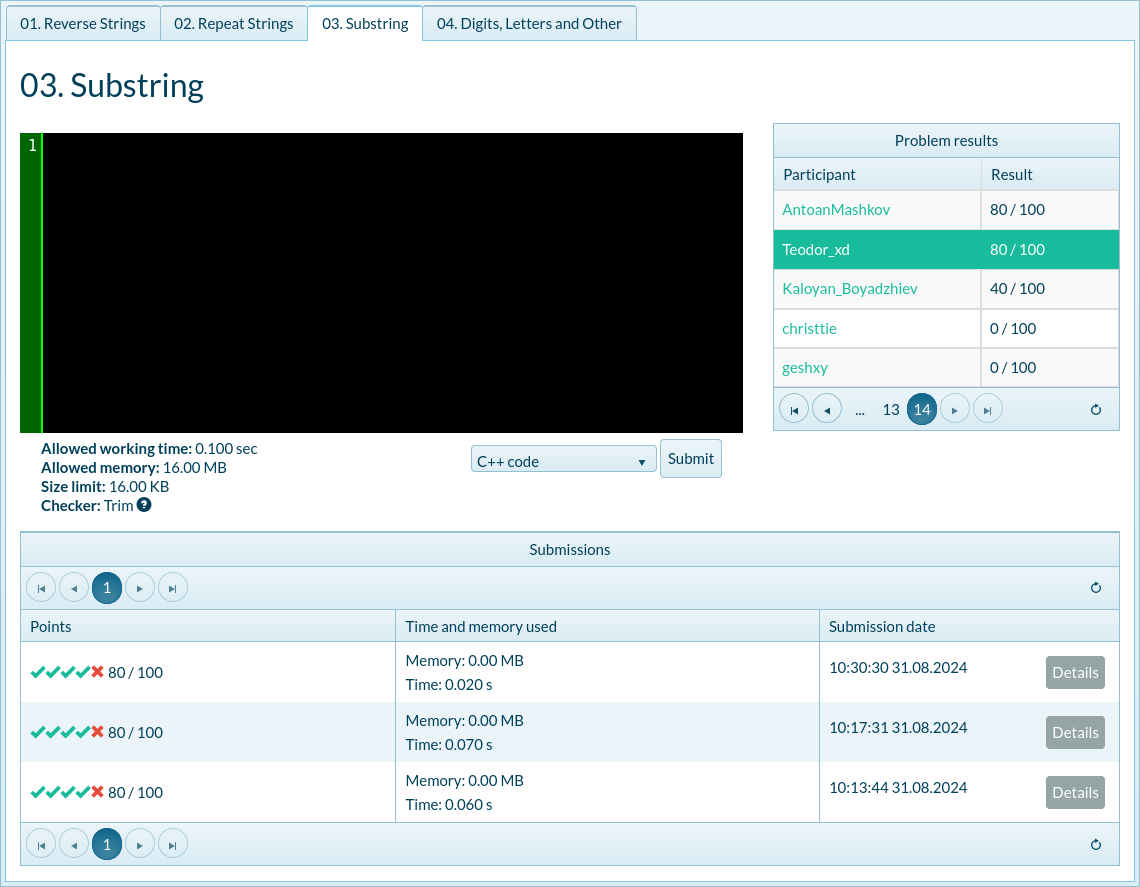 01. Reverse Strings
02. Repeat Strings
03. Substring
04. Digits, Letters and Other
03. Substring
1
Allowed working time: 0.100 sec
Allowed memory: 16.00 MB
Size limit: 16.00 KB
Checker: Trim ?
C++ code
Submit
Problem results
Participant Result
AntoanMashkov 80 / 100
Teodor_xd 80 / 100
Kaloyan_Boyadzhiev 40 / 100
christtie 0 / 100
geshxy 0 / 100
... 13 14
Submissions
1
Points Time and memory used Submission date
80 / 100 Memory: 0.00 MB 10:30:30 31.08.2024 Details
Time: 0.020 s
80 / 100 Memory: 0.00 MB 10:17:31 31.08.2024 Details
Time: 0.070 s
80 / 100 Memory: 0.00 MB 10:13:44 31.08.2024 Details
Time: 0.060 s
1